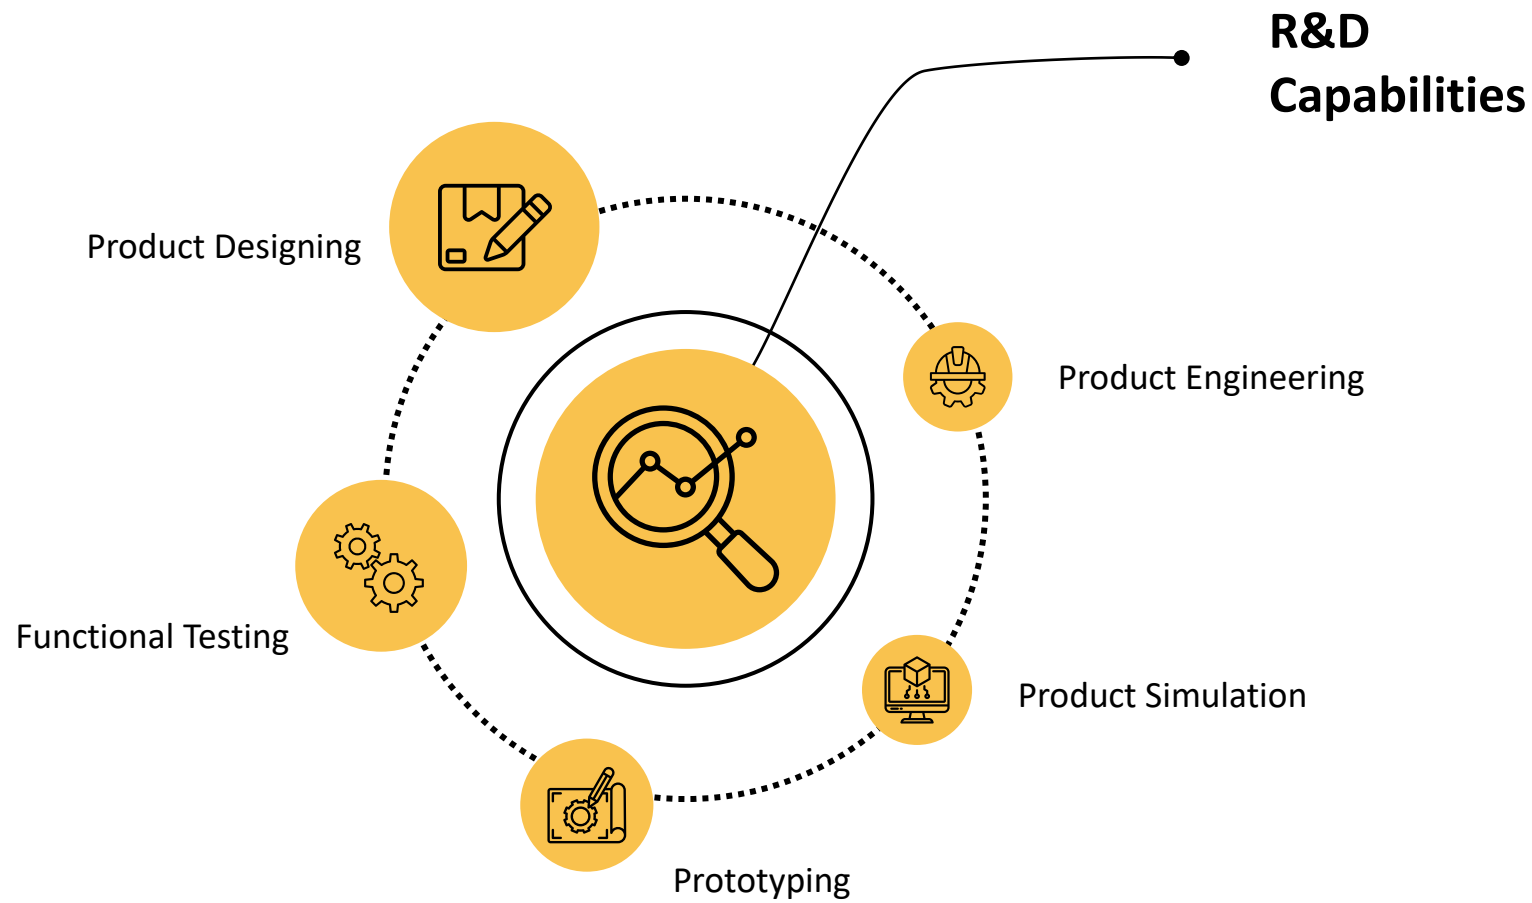 R&D
Capabilities
Product Designing
Product Engineering
Functional Testing
Product Simulation
Prototyping